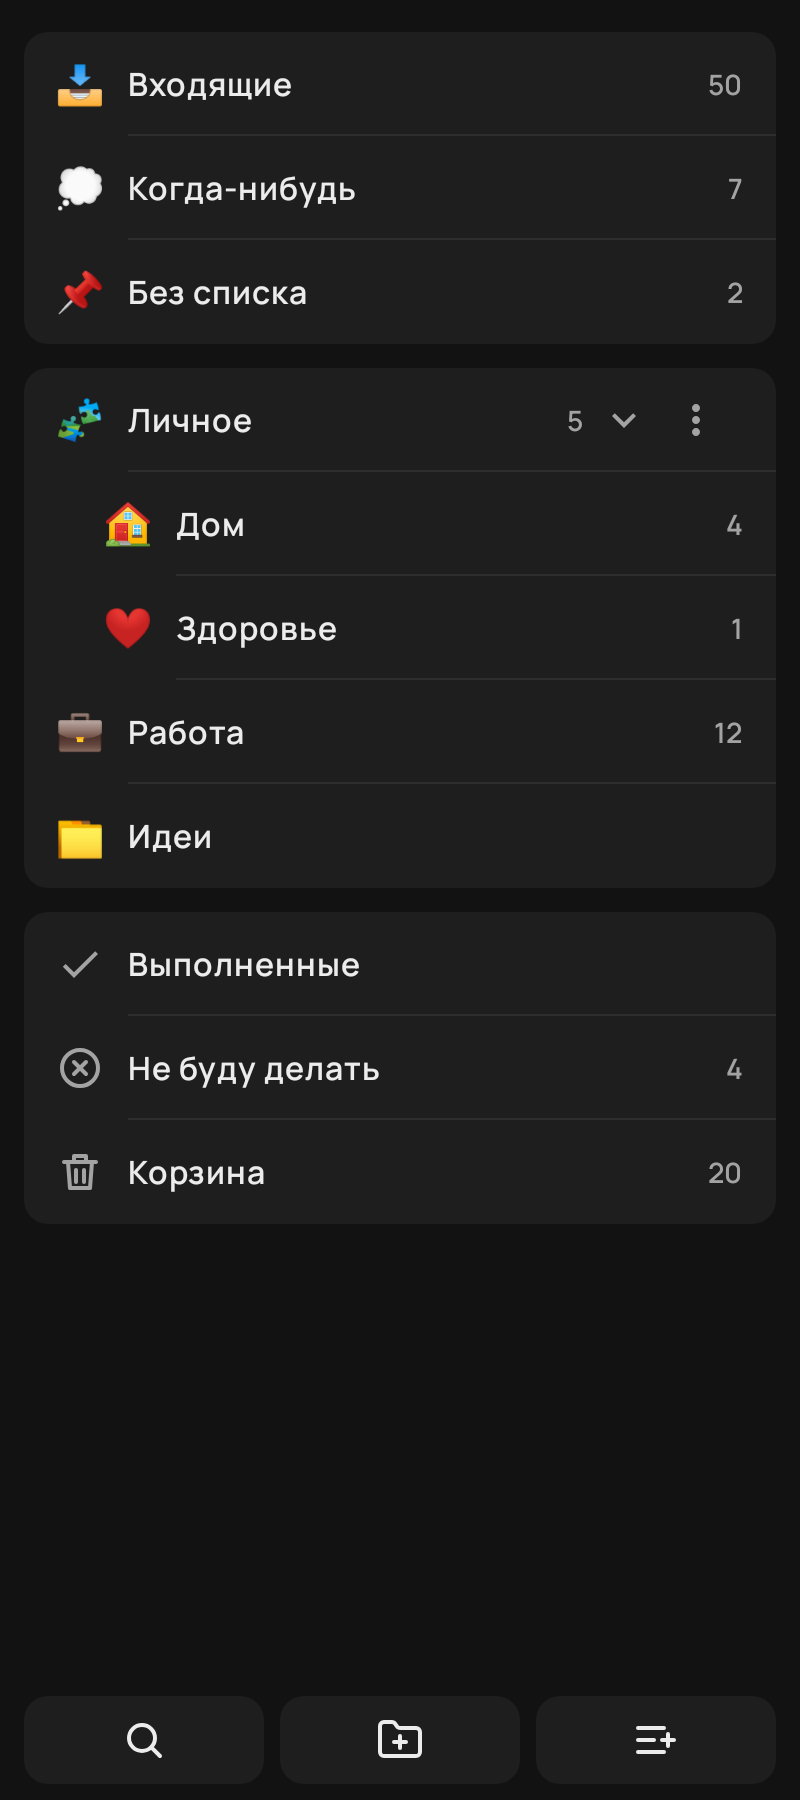 Входящие 50
Когда-нибудь 7
Без списка 2
Личное 5
Дом 4
Здоровье 1
Работа 12
Идеи
Выполненные
Не буду делать 4
Корзина 20